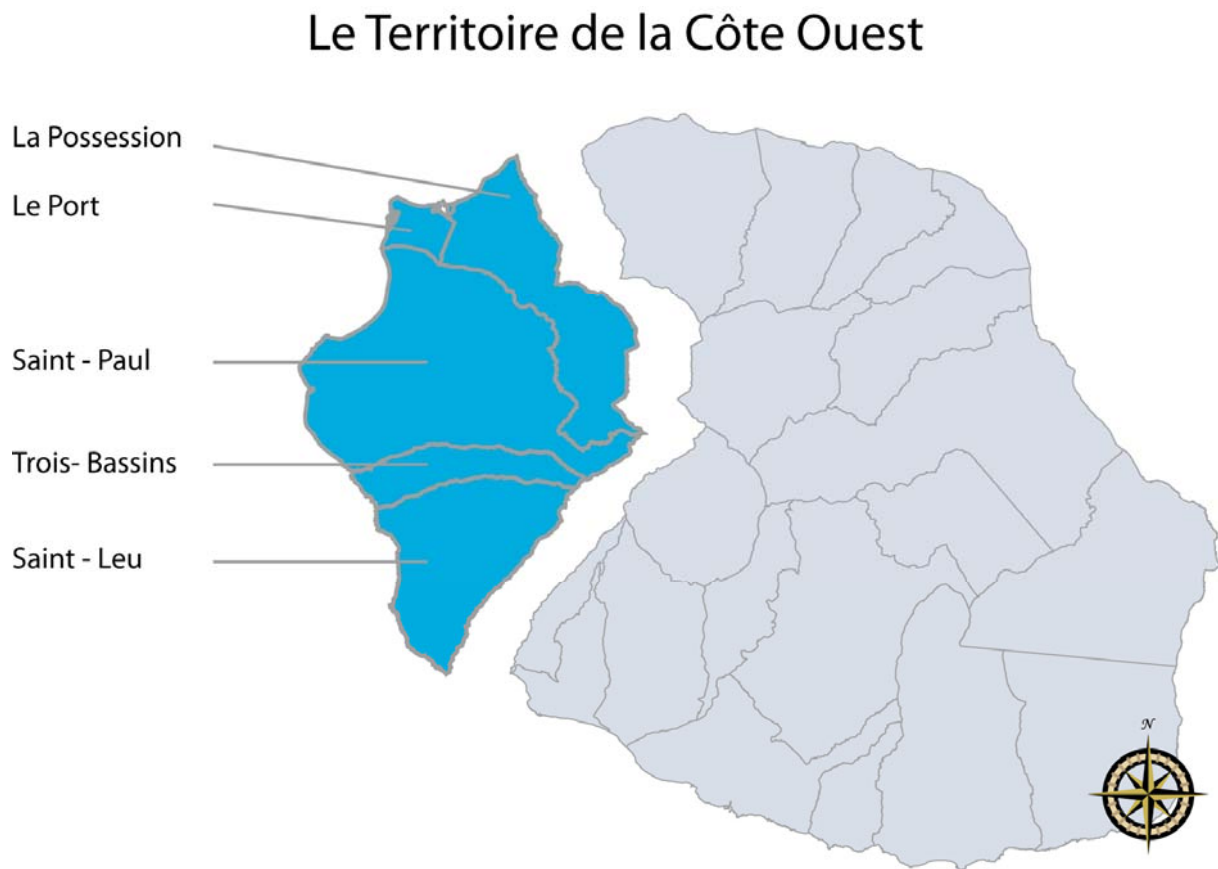 Le Territoire de la Côte Ouest
La Possession
Le Port
Saint - Paul
Trois- Bassins
Saint - Leu
N